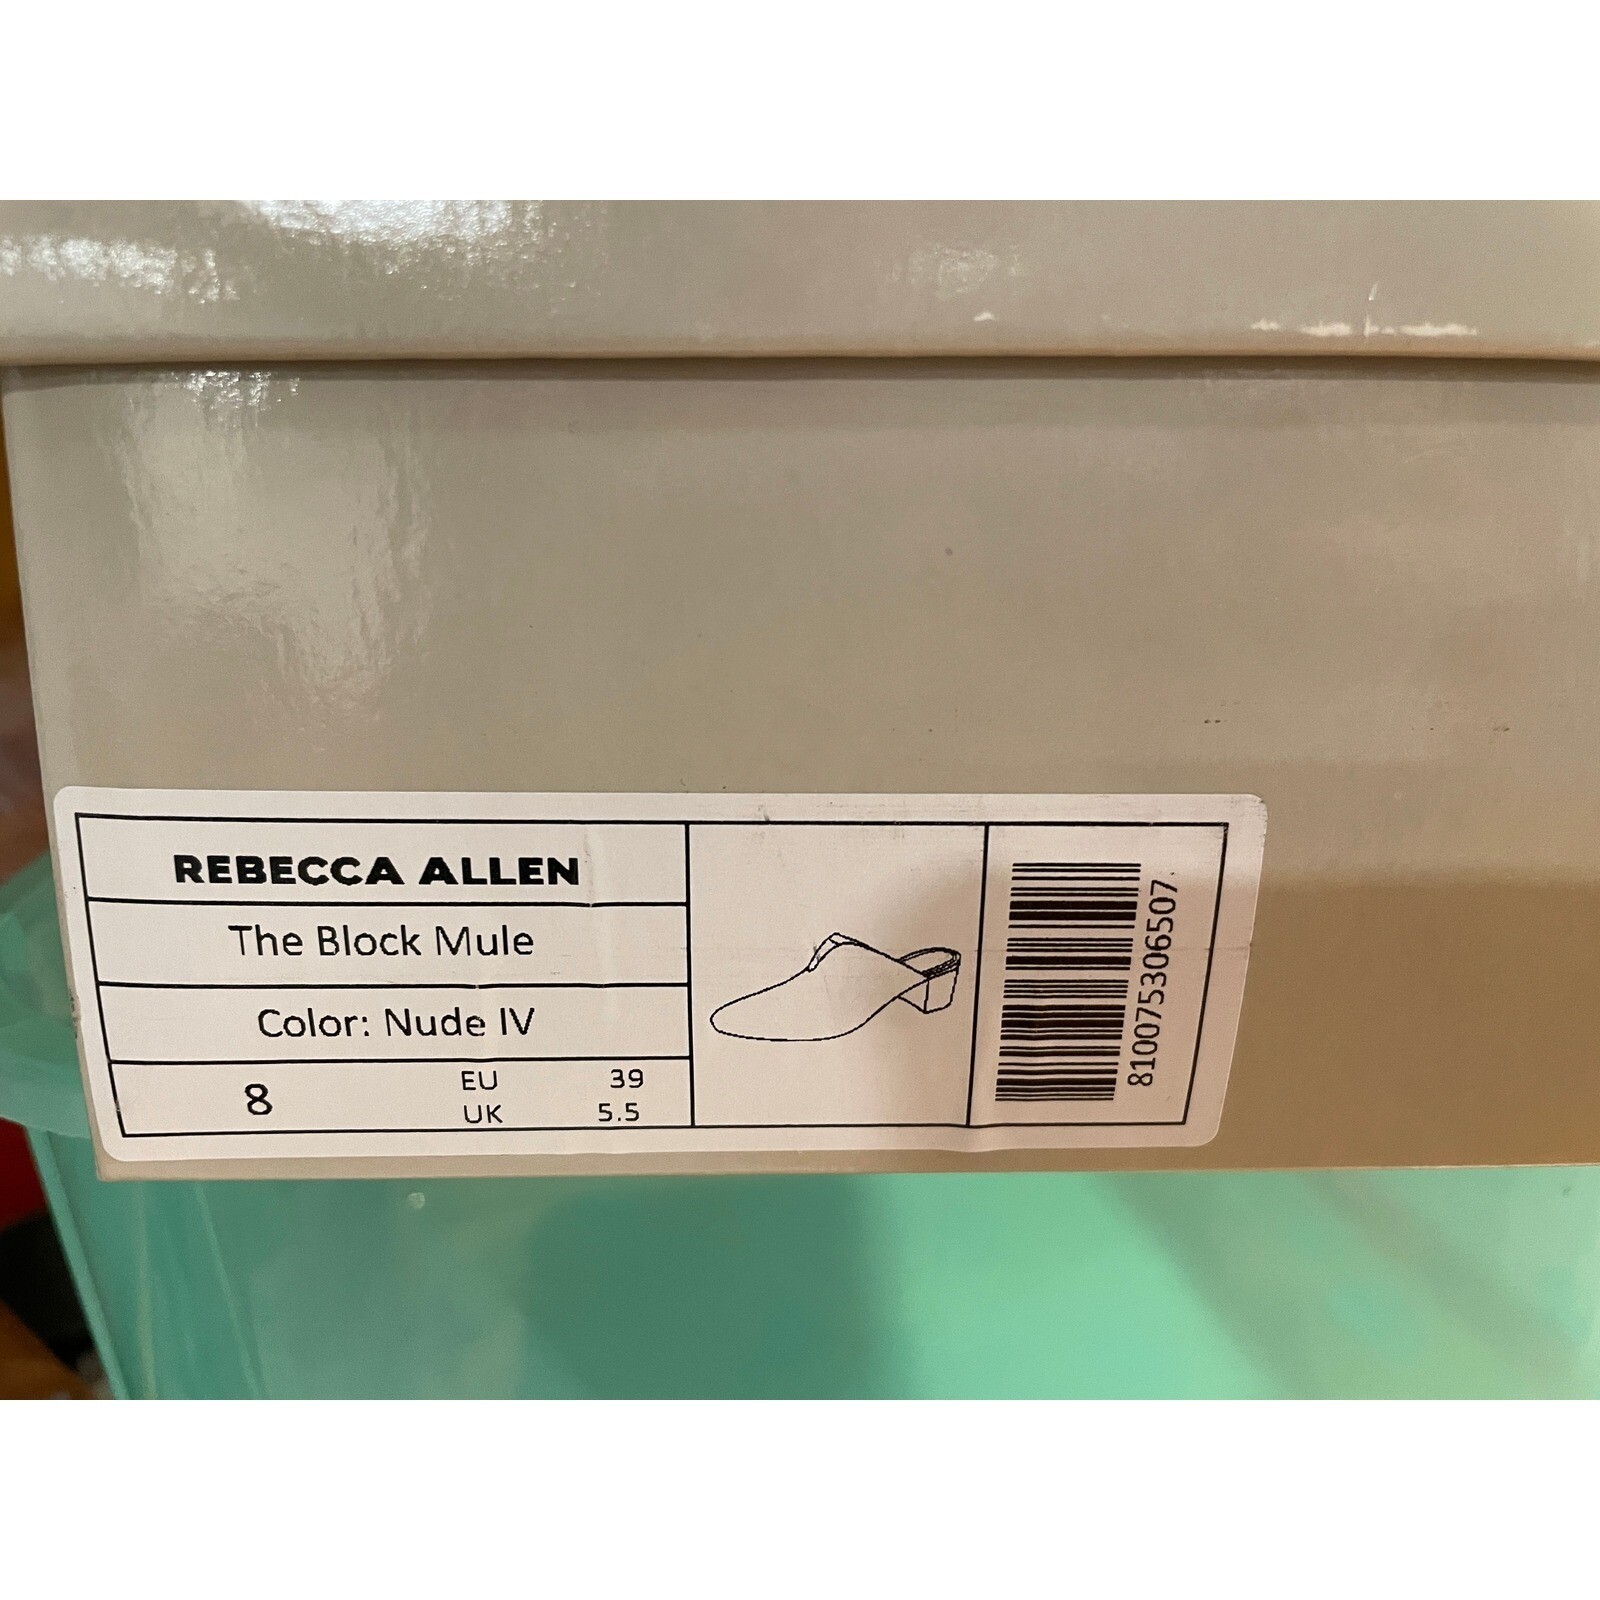 REBECCA ALLEN
The Block Mule
Color: Nude IV
8
EU 39
UK 5.5
810075306507